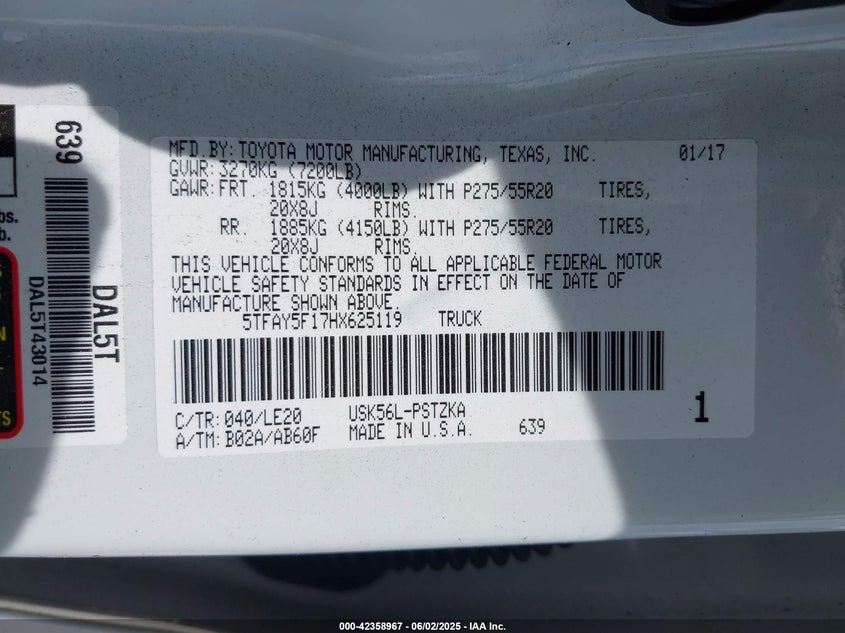 MFD BY: TOYOTA MOTOR MANUFACTURING, TEXAS, INC. 01/17
GVWR: 3270KG (7200LB)
GAWR: FRT. 1815KG (4000LB) WITH P275/55R20 TIRES,
20X8J RIMS.
RR. 1885KG (4150LB) WITH P275/55R20 TIRES,
20X8J RIMS.
THIS VEHICLE CONFORMS TO ALL APPLICABLE FEDERAL MOTOR
VEHICLE SAFETY STANDARDS IN EFFECT ON THE DATE OF
MANUFACTURE SHOWN ABOVE.
5TFAY5F17HX625119 TRUCK
C/TR: 040/LE20 USK56L-PSTZKA
A/TM: B02A/AB60F MADE IN U.S.A. 639
1
639
DAL5T
DAL5T43014
bs.
b.
000-42358967 - 06/02/2025 - IAA Inc.